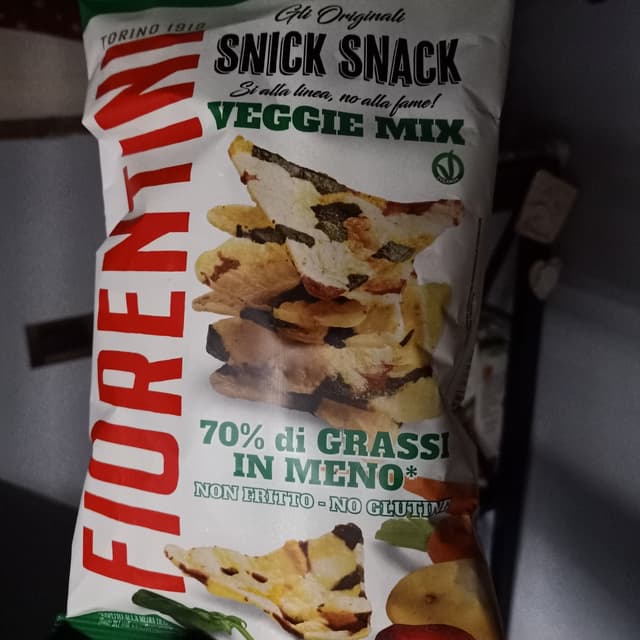 TORINO 1918
FIORENTINI
Gli Originali
SNICK SNACK
Si alla linea, no alla fame!
VEGGIE MIX
70% di GRASSI
IN MENO*
NON FRITTO - NO GLUTINE